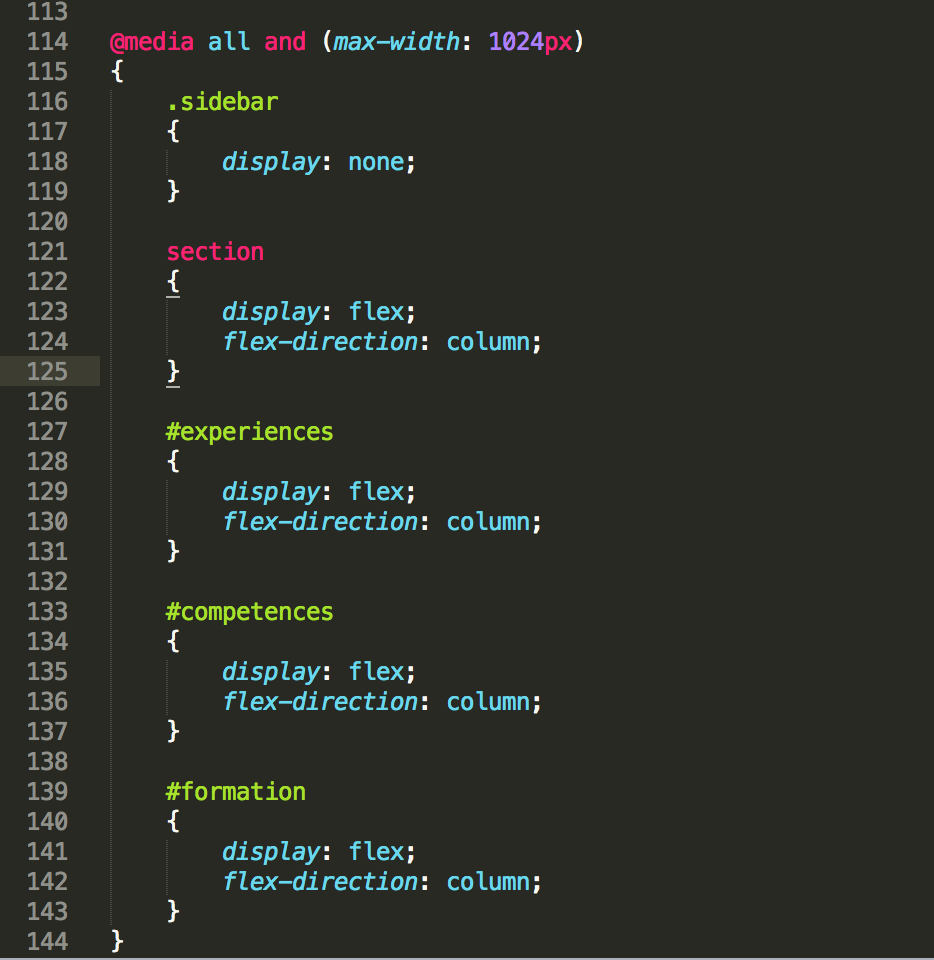 113
114 @media all and (max-width: 1024px)
115 {
116 .sidebar
117 {
118 display: none;
119 }
120
121 section
122 {
123 display: flex;
124 flex-direction: column;
125 }
126
127 #experiences
128 {
129 display: flex;
130 flex-direction: column;
131 }
132
133 #competences
134 {
135 display: flex;
136 flex-direction: column;
137 }
138
139 #formation
140 {
141 display: flex;
142 flex-direction: column;
143 }
144 }